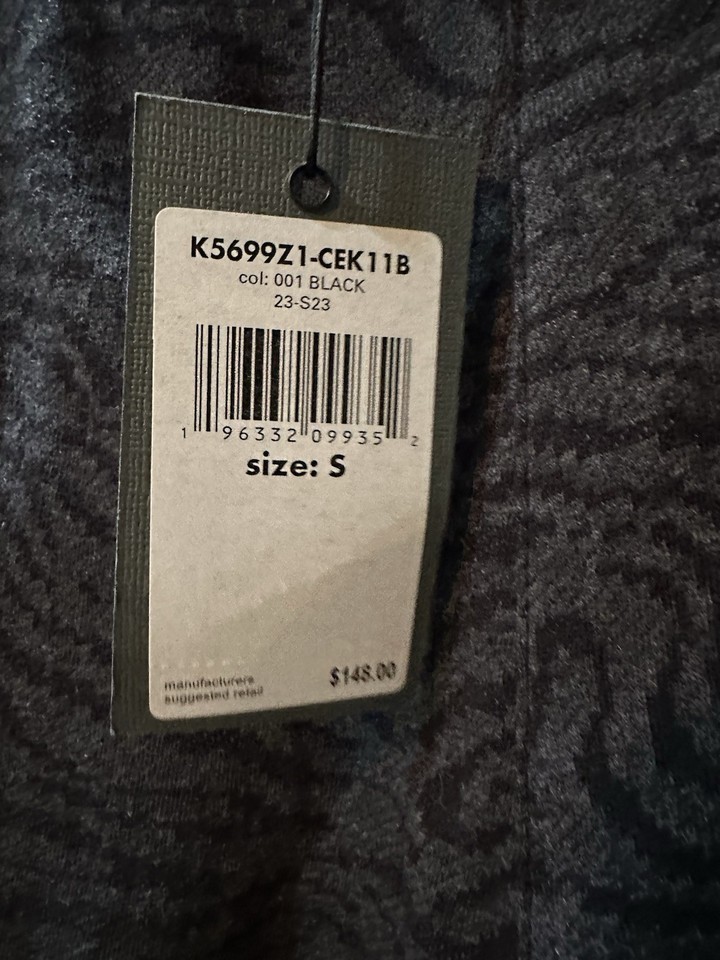 K5699Z1-CEK11B
col: 001 BLACK
23-S23
1 96332 09935 2
size: S
manufacturers
suggested retail
$148.00